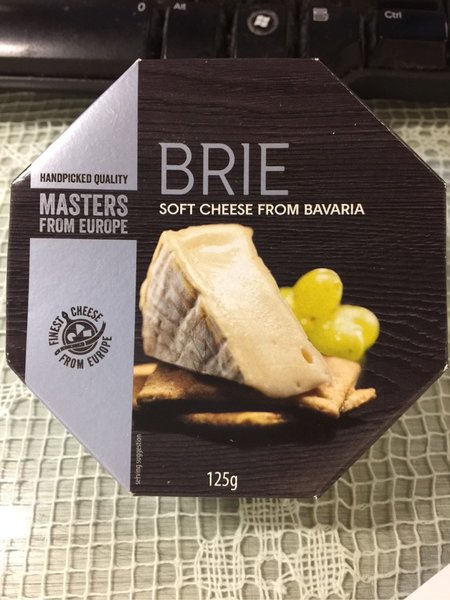 0
Alt
Ctrl
HANDPICKED QUALITY
MASTERS
FROM EUROPE
BRIE
SOFT CHEESE FROM BAVARIA
FINEST CHEESE
FROM EUROPE
serving suggestion
125g